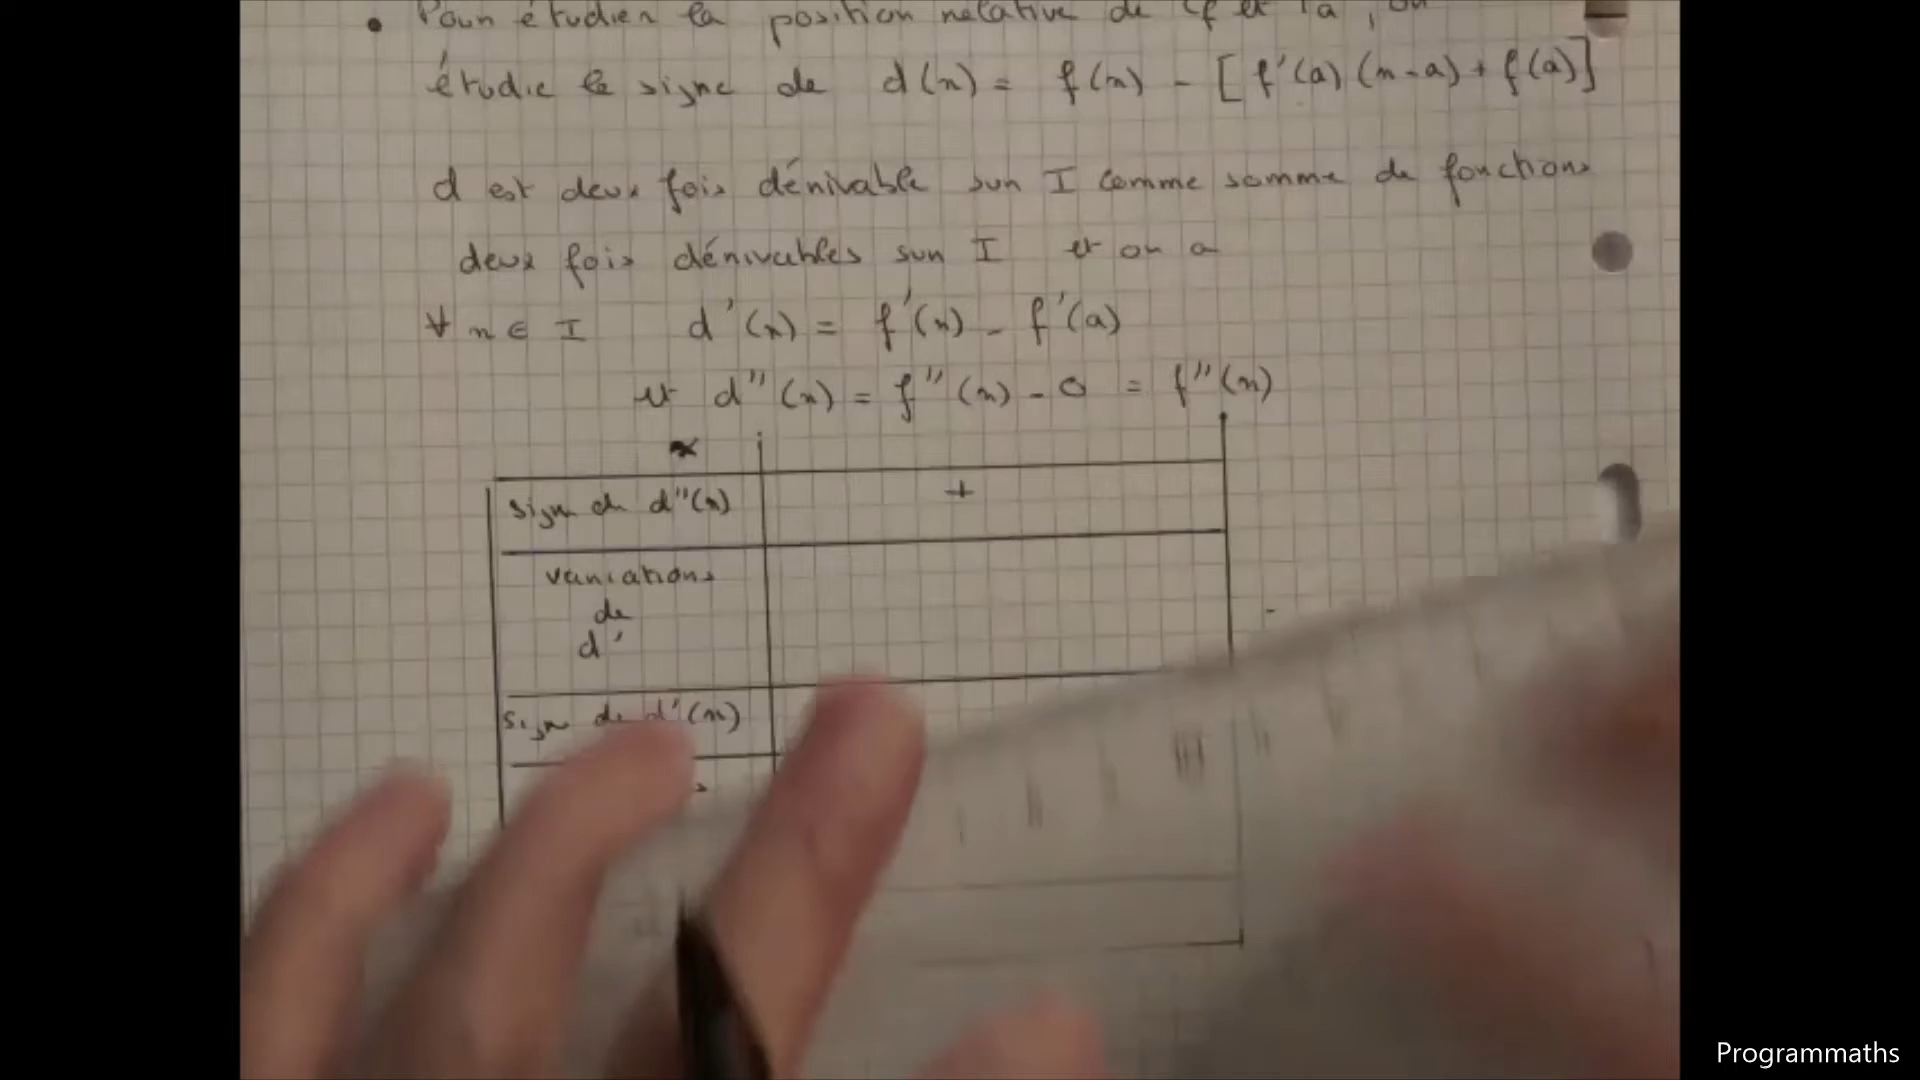 • Pour étudier la position relative de Cf et Ta, on
étudie le signe de d(x) = f(x) - [f'(a)(x-a) + f(a)]
d est deux fois dérivable sur I comme somme de fonctions
deux fois dérivables sur I et on a
∀ x ∈ I d'(x) = f'(x) - f'(a)
et d''(x) = f''(x) - 0 = f''(x)
x
signe de d''(x) +
variations
de
d'
signe de d'(x)
Programmaths